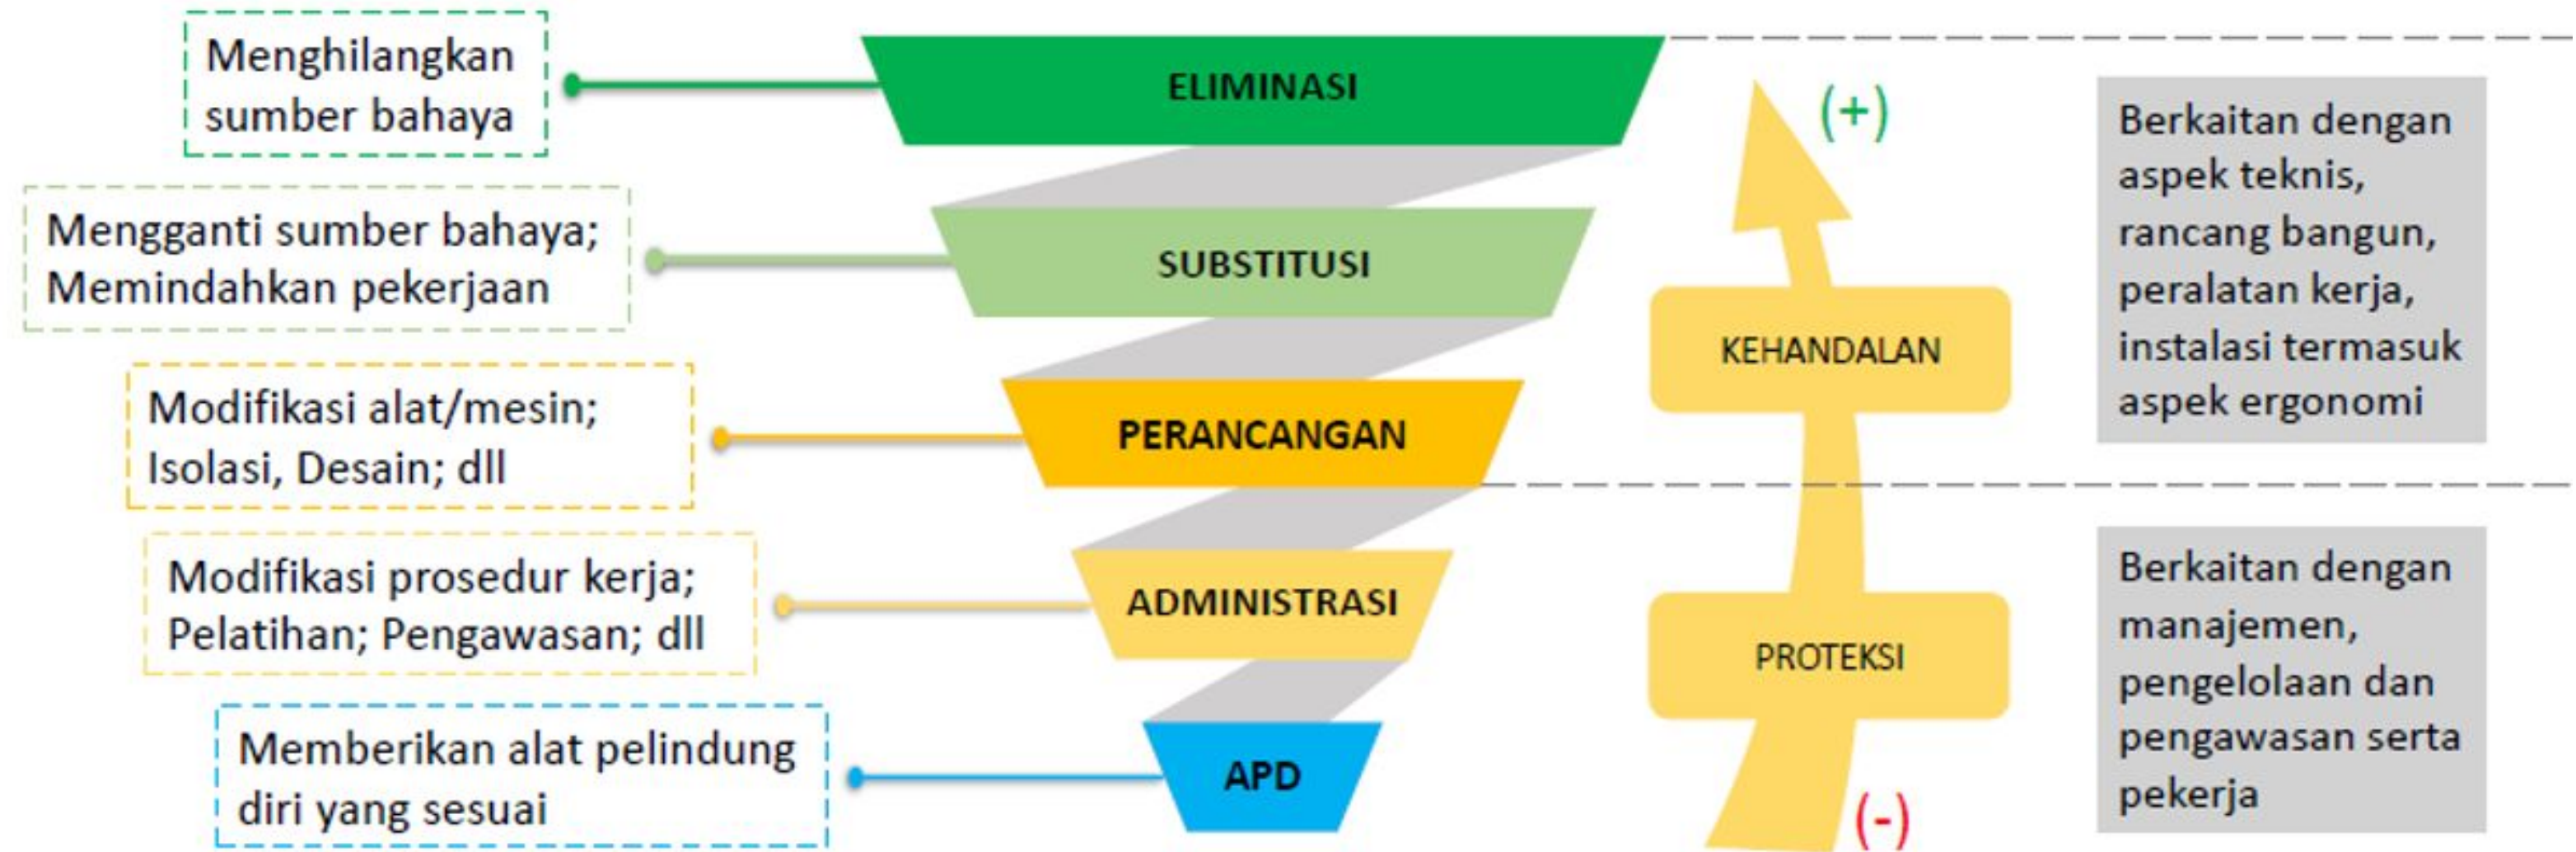 Menghilangkan
sumber bahaya
ELIMINASI
Mengganti sumber bahaya;
Memindahkan pekerjaan
SUBSTITUSI
Modifikasi alat/mesin;
Isolasi, Desain; dll
PERANCANGAN
Modifikasi prosedur kerja;
Pelatihan; Pengawasan; dll
ADMINISTRASI
Memberikan alat pelindung
diri yang sesuai
APD
(+)
KEHANDALAN
PROTEKSI
(-)
Berkaitan dengan
aspek teknis,
rancang bangun,
peralatan kerja,
instalasi termasuk
aspek ergonomi
Berkaitan dengan
manajemen,
pengelolaan dan
pengawasan serta
pekerja